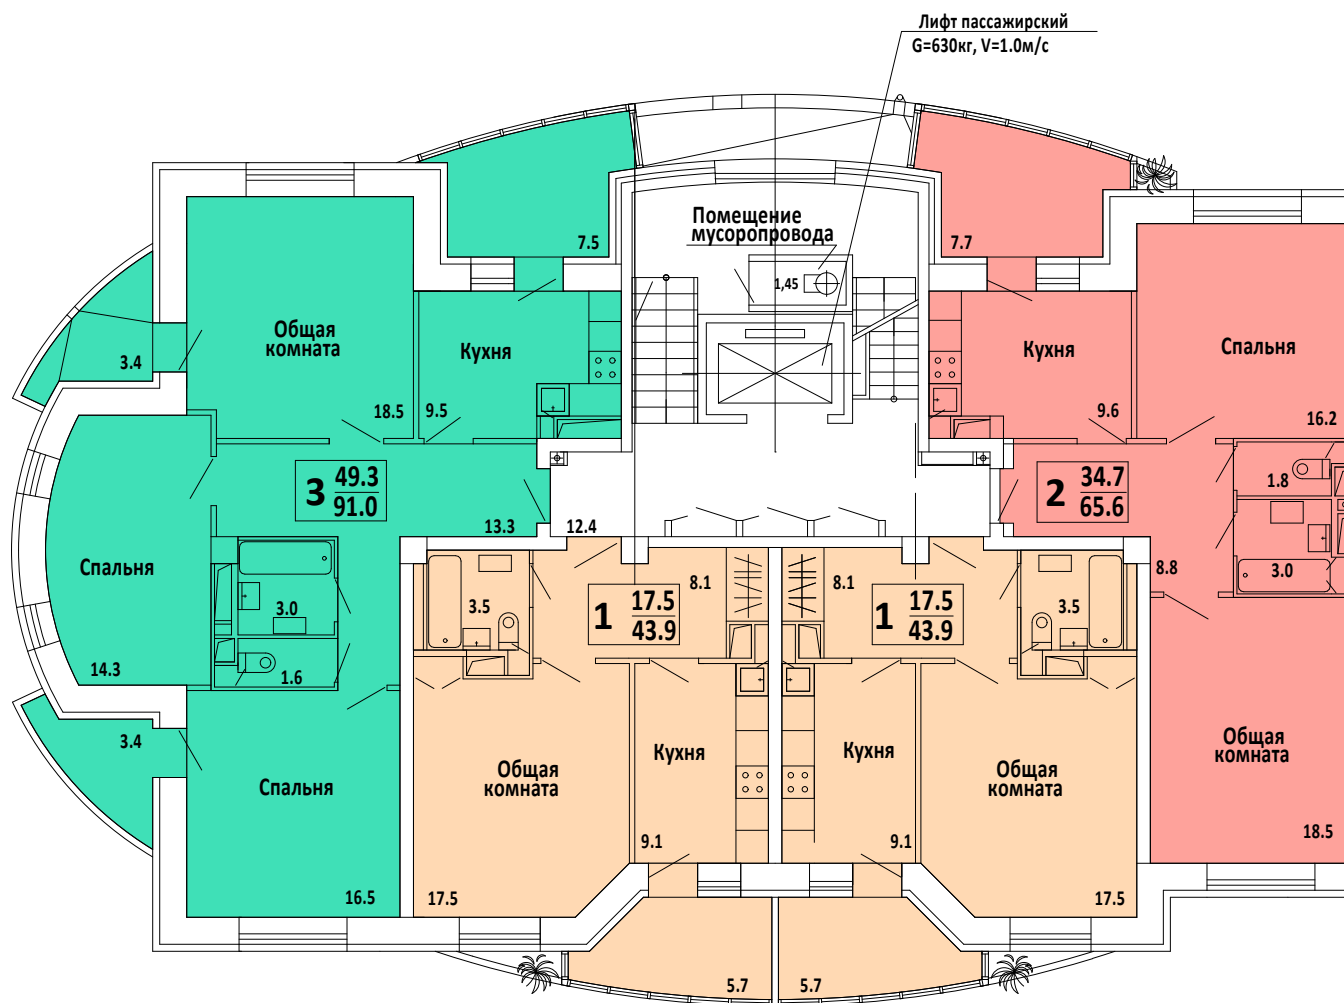 Лифт пассажирский
G=630кг, V=1.0м/с
Помещение
мусоропровода
1,45
7.5
7.7
Общая
комната
18.5
3.4
Кухня
9.5
Кухня
9.6
Спальня
16.2
3 49.3
91.0
13.3
12.4
2 34.7
65.6
1.8
3.0
8.8
Спальня
14.3
3.0
1.6
3.5
8.1
1 17.5
43.9
8.1
1 17.5
43.9
3.5
3.4
Спальня
16.5
Общая
комната
17.5
Кухня
9.1
Кухня
9.1
Общая
комната
17.5
Общая
комната
18.5
5.7
5.7